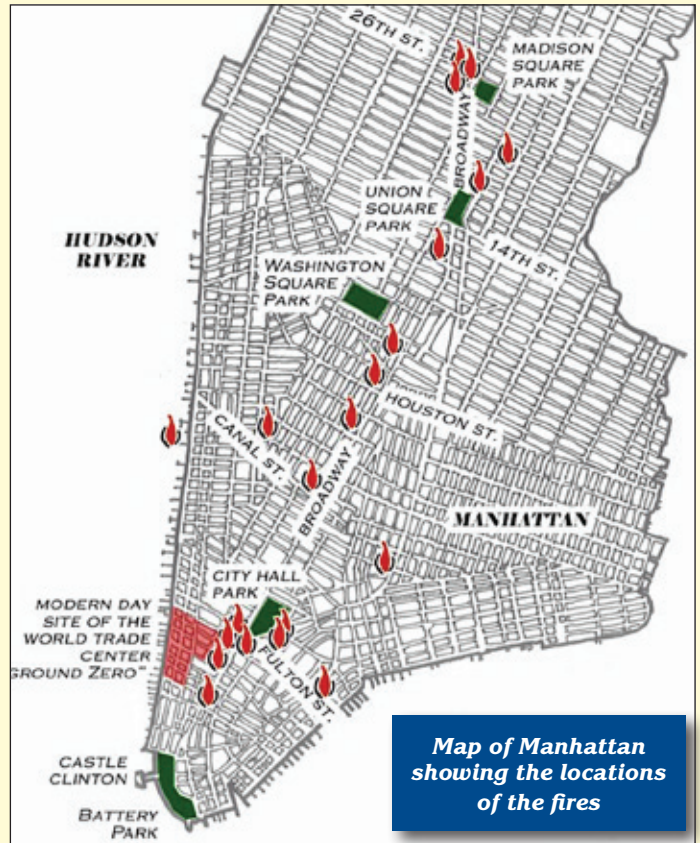 26TH ST.
MADISON
SQUARE
PARK
BROADWAY
UNION
SQUARE
PARK
14TH ST.
HUDSON
RIVER
WASHINGTON
SQUARE
PARK
HOUSTON ST.
CANAL ST.
BROADWAY
MANHATTAN
CITY HALL
PARK
MODERN DAY
SITE OF THE
WORLD TRADE
CENTER
GROUND ZERO"
FULTON ST.
CASTLE
CLINTON
BATTERY
PARK
Map of Manhattan
showing the locations
of the fires